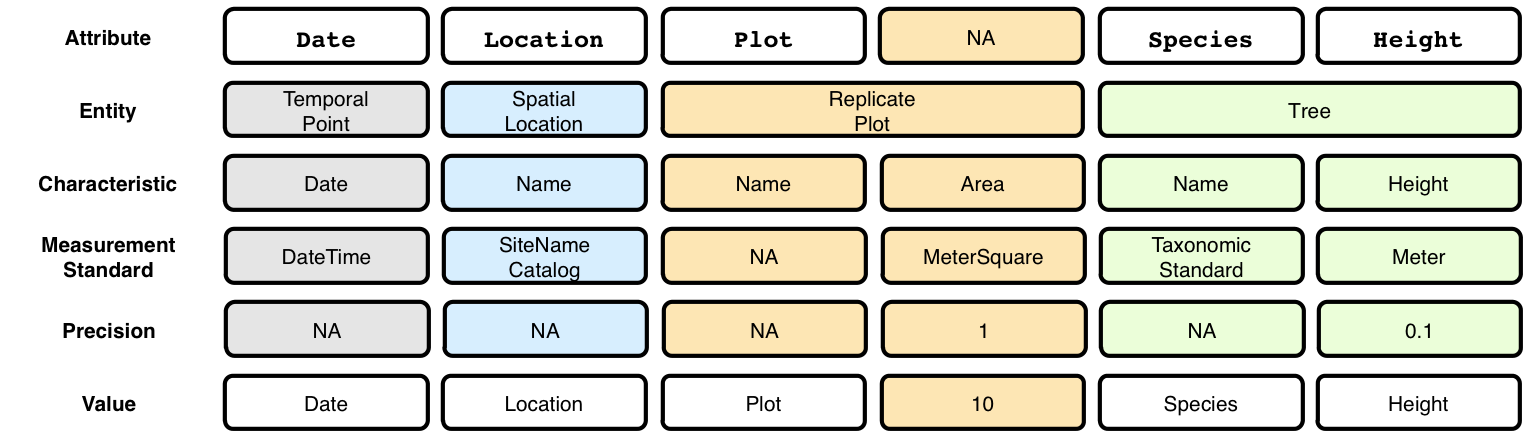 Attribute Date Location Plot NA Species Height
Entity Temporal Point Spatial Location Replicate Plot Tree
Characteristic Date Name Name Area Name Height
Measurement Standard DateTime SiteName Catalog NA MeterSquare Taxonomic Standard Meter
Precision NA NA NA 1 NA 0.1
Value Date Location Plot 10 Species Height